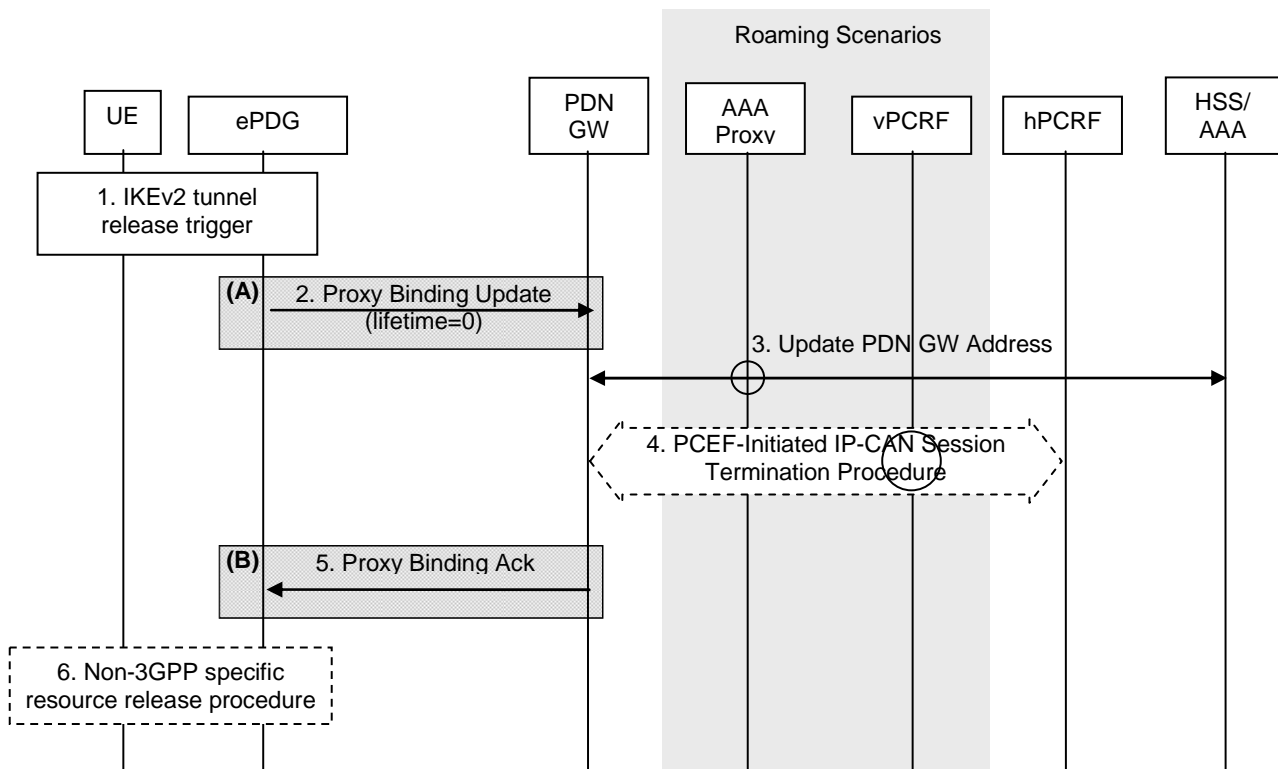 Roaming Scenarios
UE
ePDG
PDN
GW
AAA
Proxy
vPCRF
hPCRF
HSS/
AAA
1. IKEv2 tunnel
release trigger
(A)
2. Proxy Binding Update
(lifetime=0)
3. Update PDN GW Address
4. PCEF-Initiated IP-CAN Session
Termination Procedure
(B)
5. Proxy Binding Ack
6. Non-3GPP specific
resource release procedure